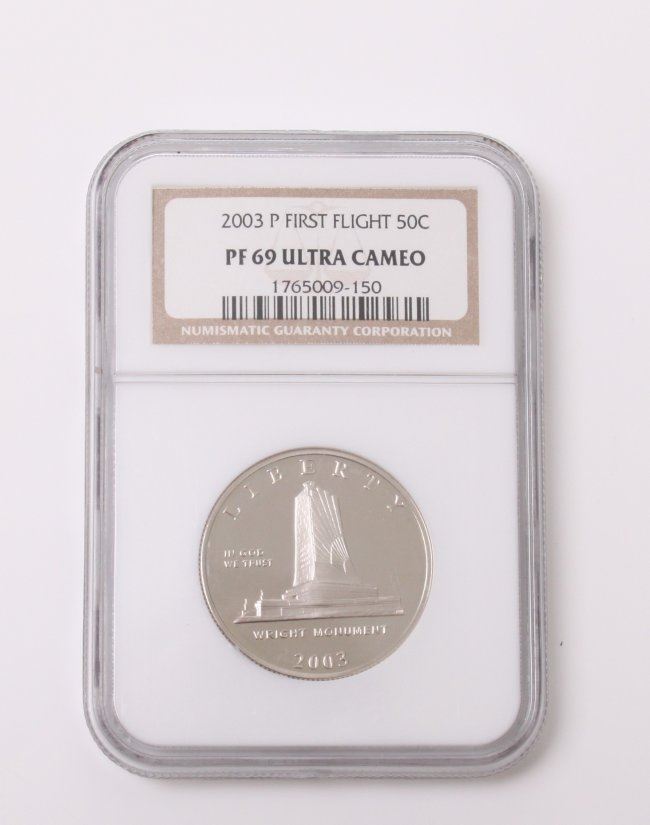 2003 P FIRST FLIGHT 50C
PF 69 ULTRA CAMEO
1765009-150
NUMISMATIC GUARANTY CORPORATION
LIBERTY
IN GOD
WE TRUST
WRIGHT MONUMENT
2003